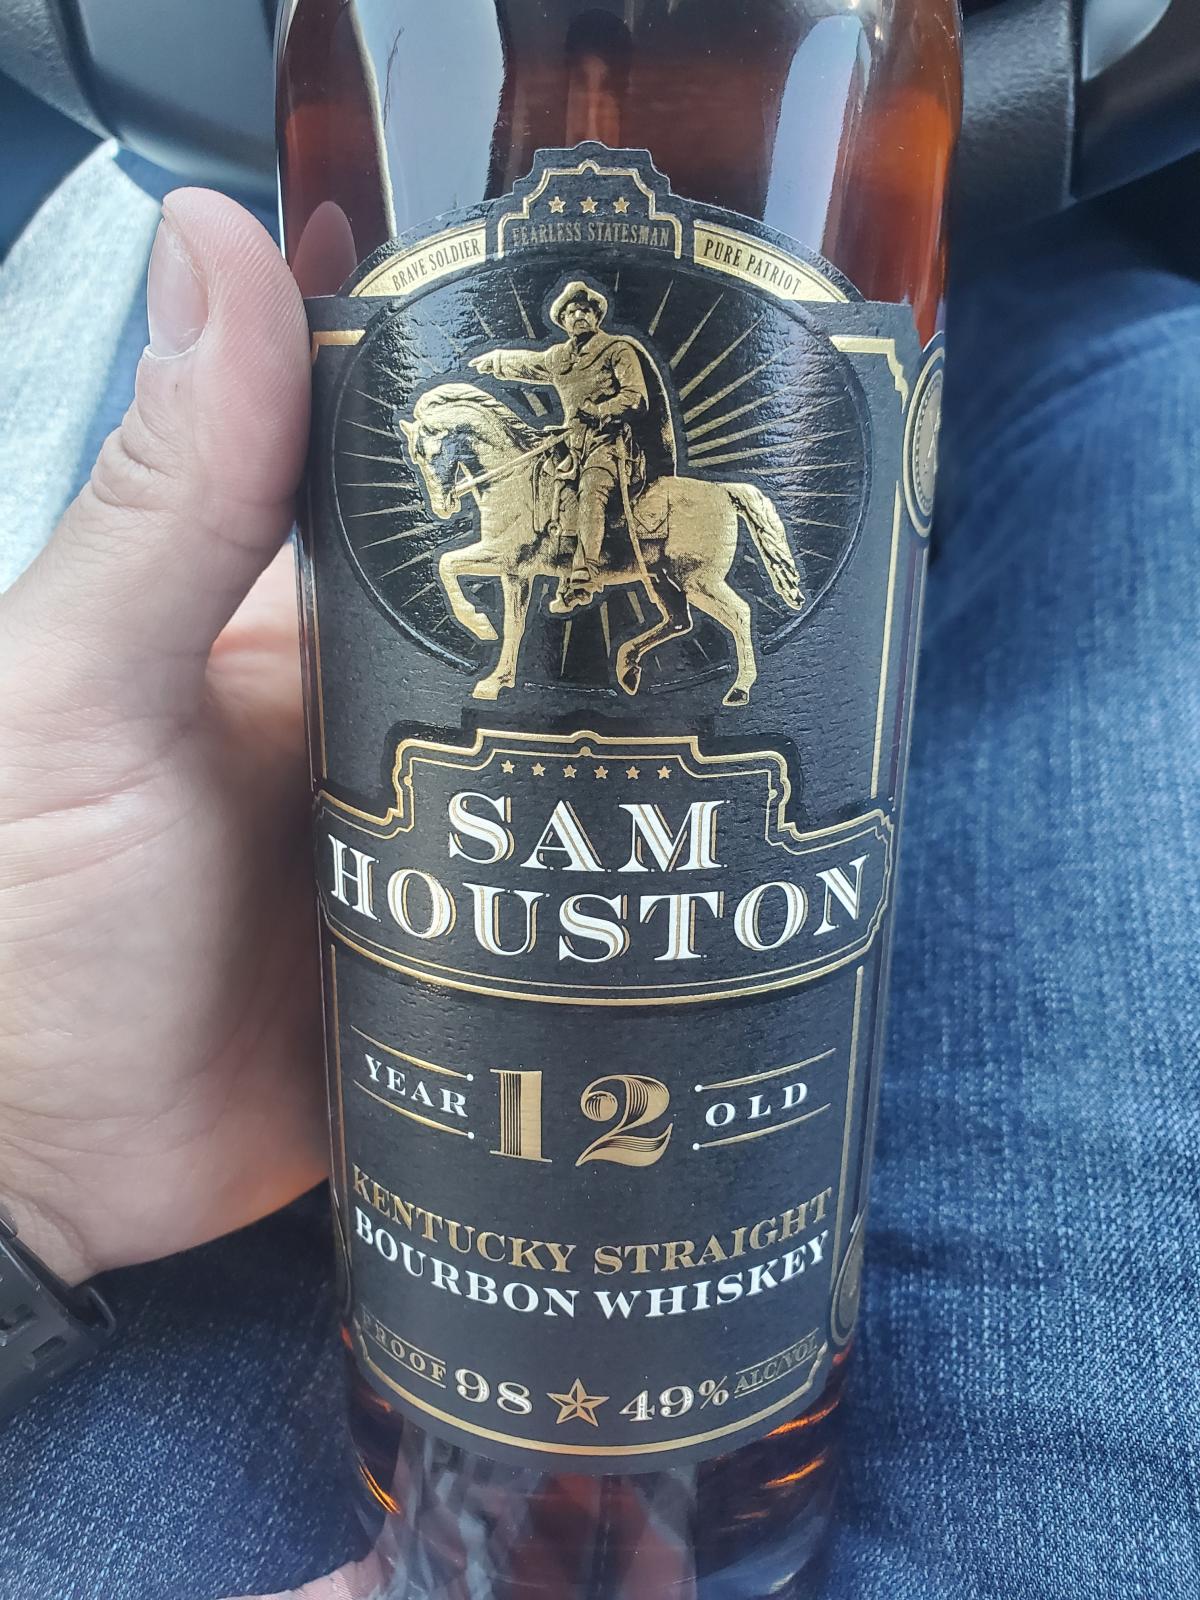 BRAVE SOLDIER
FEARLESS STATESMAN
PURE PATRIOT
SAM
HOUSTON
YEAR 12 OLD
KENTUCKY STRAIGHT
BOURBON WHISKEY
PROOF 98 49% ALC/VOL